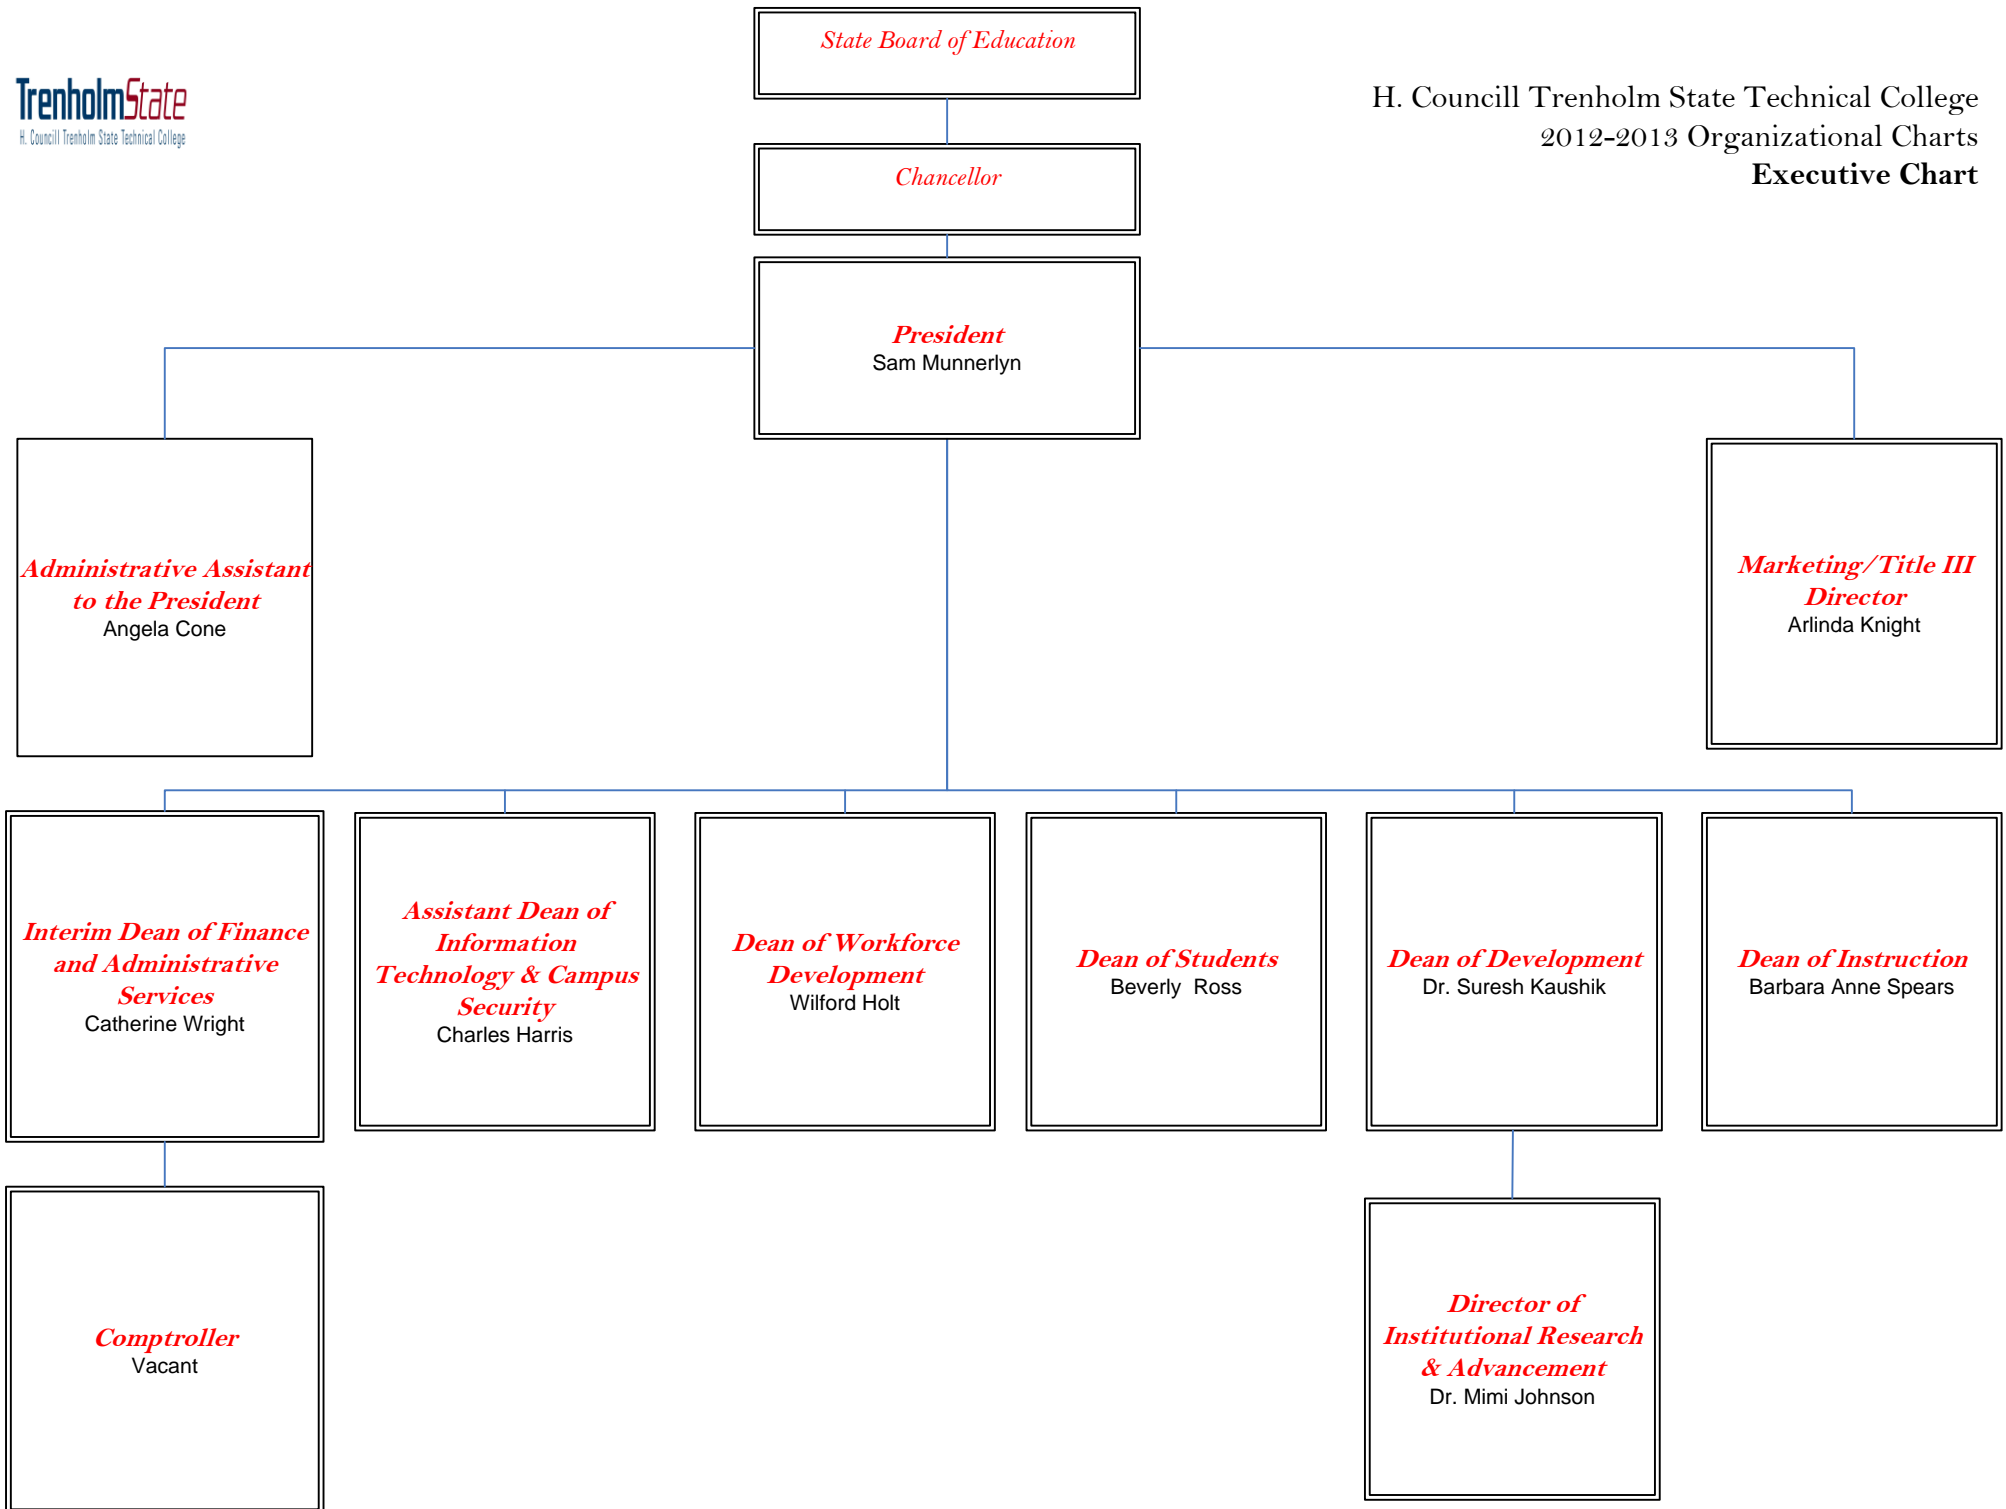 State Board of Education
TrenholmState
H. Councill Trenholm State Technical College
H. Councill Trenholm State Technical College
2012-2013 Organizational Charts
Executive Chart
Chancellor
President
Sam Munnerlyn
Administrative Assistant
to the President
Angela Cone
Marketing/Title III
Director
Arlinda Knight
Interim Dean of Finance
and Administrative
Services
Catherine Wright
Assistant Dean of
Information
Technology & Campus
Security
Charles Harris
Dean of Workforce
Development
Wilford Holt
Dean of Students
Beverly  Ross
Dean of Development
Dr. Suresh Kaushik
Dean of Instruction
Barbara Anne Spears
Comptroller
Vacant
Director of
Institutional Research
& Advancement
Dr. Mimi Johnson